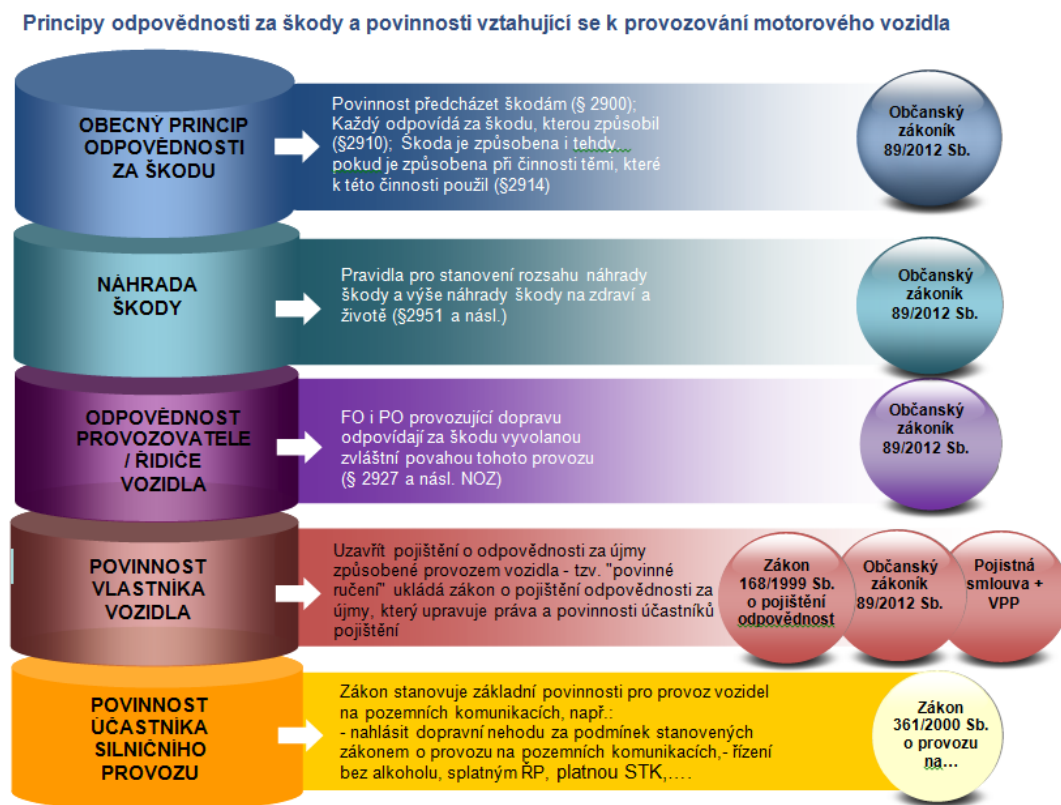 Principy odpovědnosti za škody a povinnosti vztahující se k provozování motorového vozidla
OBECNÝ PRINCIP
ODPOVĚDNOSTI
ZA ŠKODU
Povinnost předcházet škodám (§ 2900);
Každý odpovídá za škodu, kterou způsobil
(§2910);  Škoda je způsobena i tehdy...
pokud je způsobena při činnosti těmi, které
k této činnosti použil (§2914)
Občanský
zákoník
89/2012 Sb.
NÁHRADA
ŠKODY
Pravidla pro stanovení rozsahu náhrady
škody a výše náhrady škody na zdraví a
životě (§2951 a násl.)
Občanský
zákoník
89/2012 Sb.
ODPOVĚDNOST
PROVOZOVATELE
/ ŘIDIČE
VOZIDLA
FO i PO provozující dopravu
odpovídají za škodu vyvolanou
zvláštní povahou tohoto provozu
(§ 2927 a násl. NOZ)
Občanský
zákoník
89/2012 Sb.
POVINNOST
VLASTNÍKA
VOZIDLA
Uzavřít pojištění o odpovědnosti za újmy
způsobené provozem vozidla - tzv. "povinné
ručení" ukládá zákon o pojištění odpovědnosti za
újmy, který upravuje práva a povinnosti účastníků
pojištění
Zákon
168/1999 Sb.
o pojištění
odpovědnost
Občanský
zákoník
89/2012 Sb.
Pojistná
smlouva +
VPP
POVINNOST
ÚČASTNÍKA
SILNIČNÍHO
PROVOZU
Zákon stanovuje základní povinnosti pro provoz vozidel
na pozemních komunikacích, např.:
- nahlásit dopravní nehodu za podmínek stanovených
zákonem o provozu na pozemních komunikacích,- řízení
bez alkoholu, splatným ŘP, platnou STK,....
Zákon
361/2000 Sb.
o provozu
na…